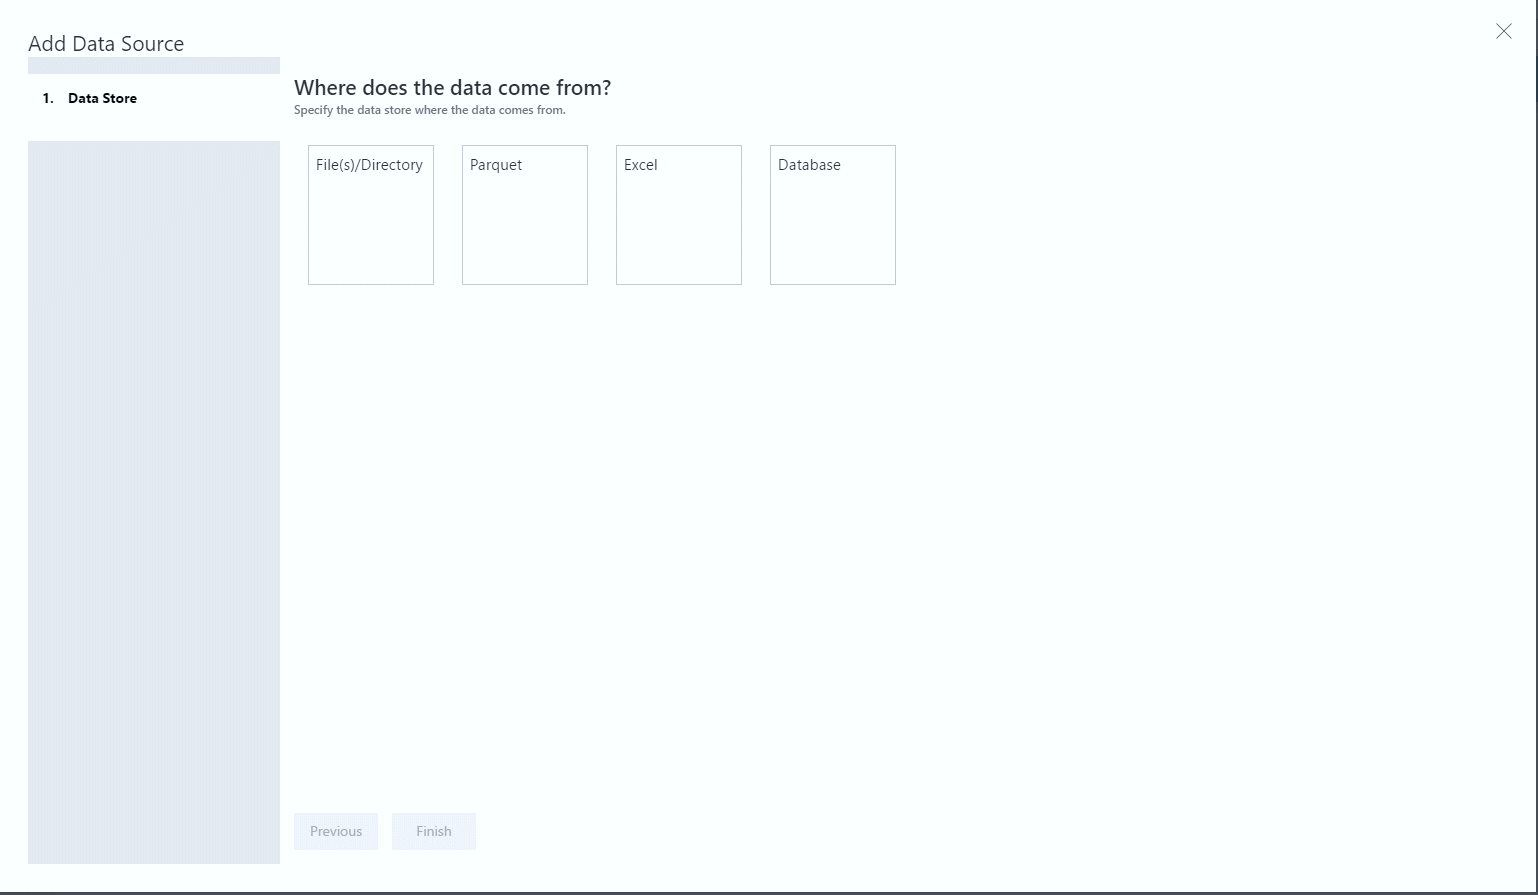 Add Data Source
1. Data Store
Where does the data come from?
Specify the data store where the data comes from.
File(s)/Directory
Parquet
Excel
Database
Previous
Finish